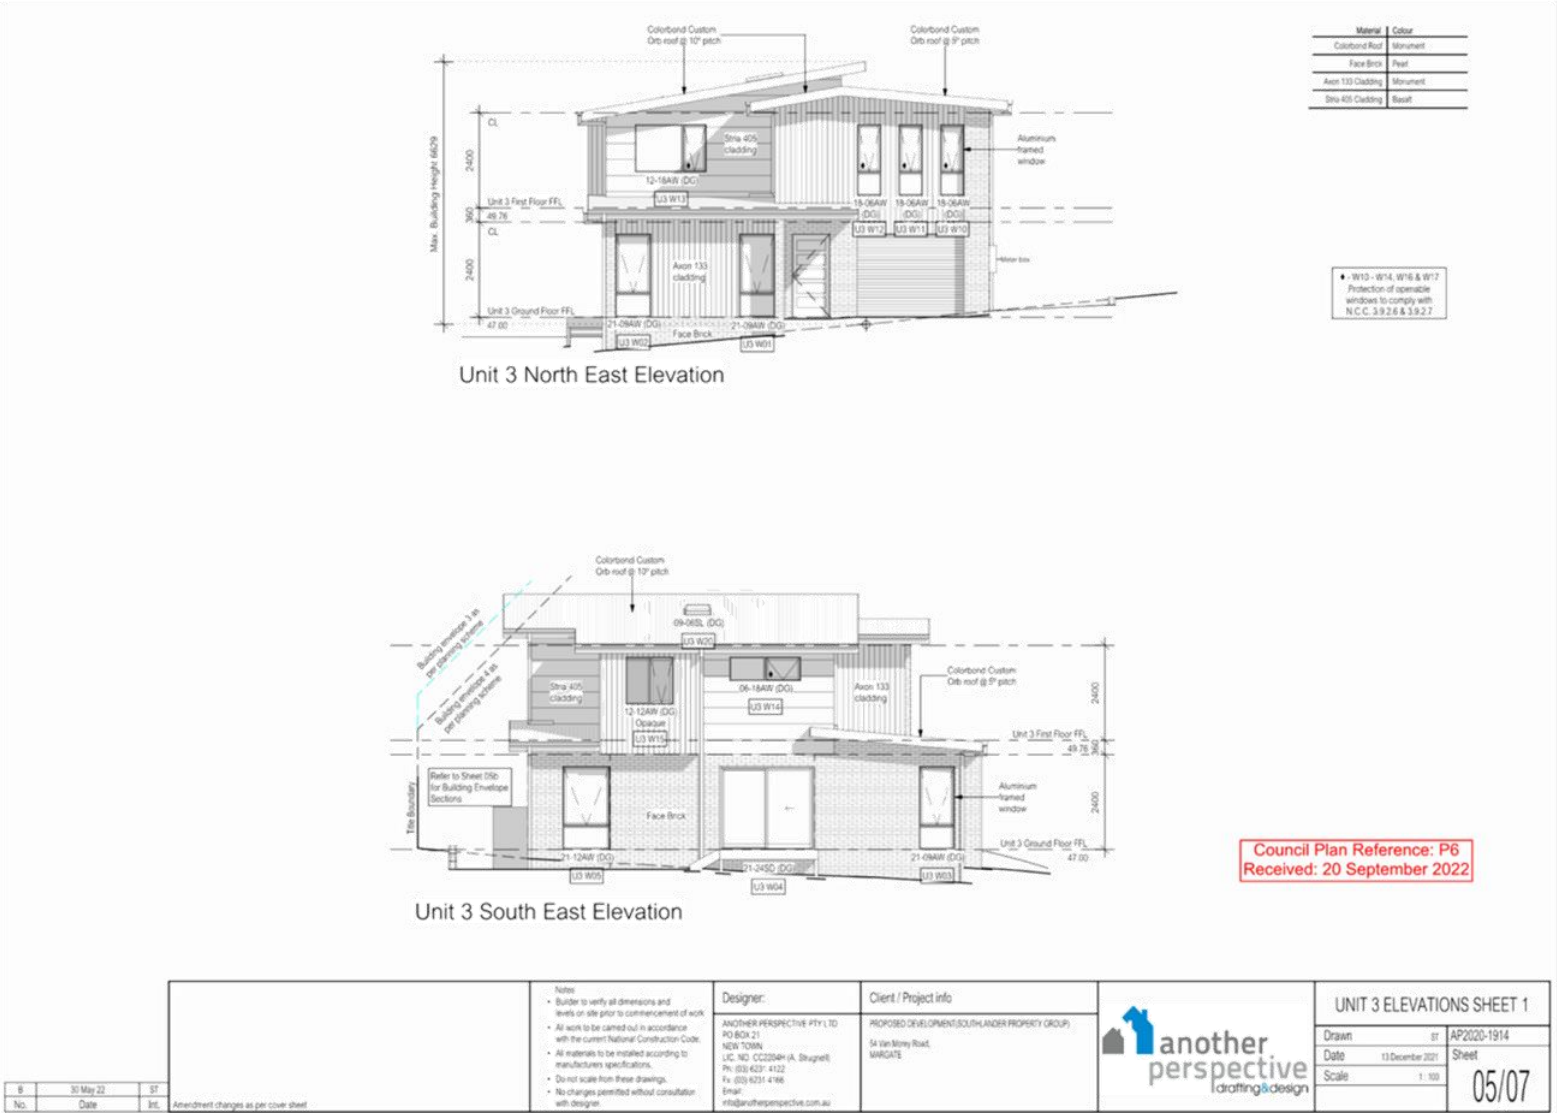 Colorbond Custom
Orb roof @ 10° pitch
Colorbond Custom
Orb roof @ 5° pitch
Material Colour
Colorbond Roof Monument
Face Brick Pearl
Axon 133 Cladding Monument
Stria 405 Cladding Basalt
Max. Building Height 6629
CL
2400
Stria 405
cladding
Aluminium
framed
window
12-18AW (DG)
U3 W13
Unit 3 First Floor FFL
49.76
360
18-06AW
(DG)
U3 W12
18-06AW
(DG)
U3 W11
18-06AW
(DG)
U3 W10
CL
2400
Axon 133
cladding
Meter box
♦ - W10 - W14, W16 & W17
Protection of openable
windows to comply with
N.C.C. 3.9.2.6 & 3.9.2.7
Unit 3 Ground Floor FFL
47.00
21-09AW (DG)
U3 W02
Face Brick
21-09AW (DG)
U3 W01
Unit 3 North East Elevation
Colorbond Custom
Orb roof @ 10° pitch
Building envelope 3 as
per planning scheme
Building envelope 4 as
per planning scheme
09-06SL (DG)
U3 W20
Stria 405
cladding
12-12AW (DG)
Opaque
U3 W15
06-18AW (DG)
U3 W14
Axon 133
cladding
Colorbond Custom
Orb roof @ 5° pitch
2400
Unit 3 First Floor FFL
49.76
360
Title Boundary
Refer to Sheet 05b
for Building Envelope
Sections
Face Brick
Aluminium
framed
window
2400
Unit 3 Ground Floor FFL
47.00
21-12AW (DG)
U3 W05
21-24SD (DG)
U3 W04
21-09AW (DG)
U3 W03
Unit 3 South East Elevation
Council Plan Reference: P6
Received: 20 September 2022
B 30 May 22 ST
No. Date Int. Amendment changes as per cover sheet
Notes
• Builder to verify all dimensions and
levels on site prior to commencement of work
• All work to be carried out in accordance
with the current National Construction Code.
• All materials to be installed according to
manufacturers specifications.
• Do not scale from these drawings.
• No changes permitted without consultation
with designer.
Designer:
ANOTHER PERSPECTIVE PTY LTD
PO BOX 21
NEW TOWN
LIC. NO. CC2204H (A. Strugnell)
Ph: (03) 6231 4122
Fx: (03) 6231 4166
Email:
info@anotherperspective.com.au
Client / Project info
PROPOSED DEVELOPMENT(SOUTHLANDER PROPERTY GROUP)
54 Van Morey Road,
MARGATE
another
perspective
drafting&design
UNIT 3 ELEVATIONS SHEET 1
Drawn ST AP2020-1914
Date 13 December 2021 Sheet
Scale 1 : 100
05/07